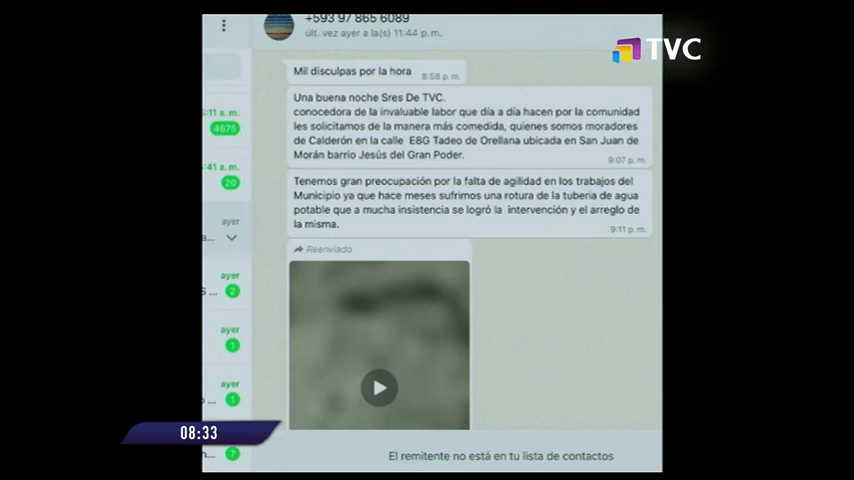 +593 97 865 6089
últ. vez ayer a la(s) 11:44 p. m.
TVC
Mil disculpas por la hora
8:58 p. m.
Una buena noche Sres De TVC.
conocedora de la invaluable labor que día a día hacen por la comunidad
les solicitamos de la manera más comedida, quienes somos moradores
de Calderón en la calle E8G Tadeo de Orellana ubicada en San Juan de
Morán barrio Jesús del Gran Poder.
9:07 p. m.
Tenemos gran preocupación por la falta de agilidad en los trabajos del
Municipio ya que hace meses sufrimos una rotura de la tuberia de agua
potable que a mucha insistencia se logró la intervención y el arreglo de
la misma.
9:11 p. m.
Reenviado
:11 a. m.
4675
:41 a. m.
20
ayer
a...
ayer
S ...
2
ayer
1
ayer
o ...
1
n...
7
08:33
El remitente no está en tu lista de contactos